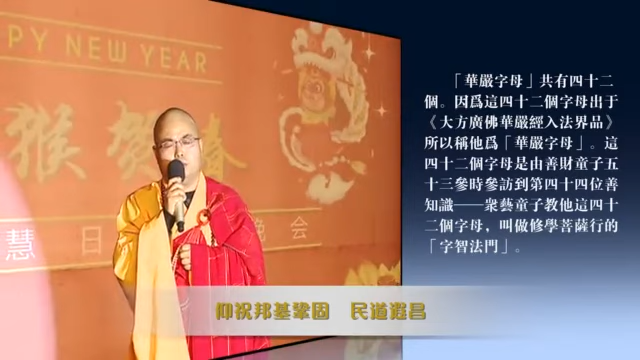 PPY NEW YEAR
猴賀春
慧日
晚会
「華嚴字母」共有四十二
個。因爲這四十二個字母出于
《大方廣佛華嚴經入法界品》
所以稱他爲「華嚴字母」。這
四十二個字母是由善財童子五
十三參時參訪到第四十四位善
知識——衆藝童子教他這四十
二個字母，叫做修學菩薩行的
「字智法門」。
仰祝邦基鞏固　民道遐昌